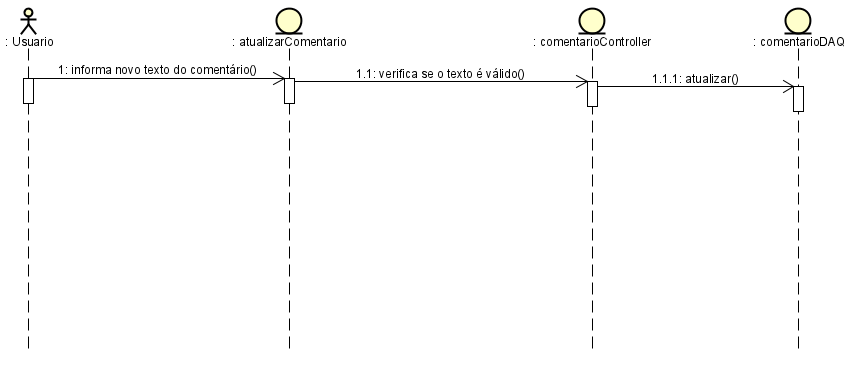 : Usuario
: atualizarComentario
: comentarioController
: comentarioDAQ
1: informa novo texto do comentário()
1.1: verifica se o texto é válido()
1.1.1: atualizar()